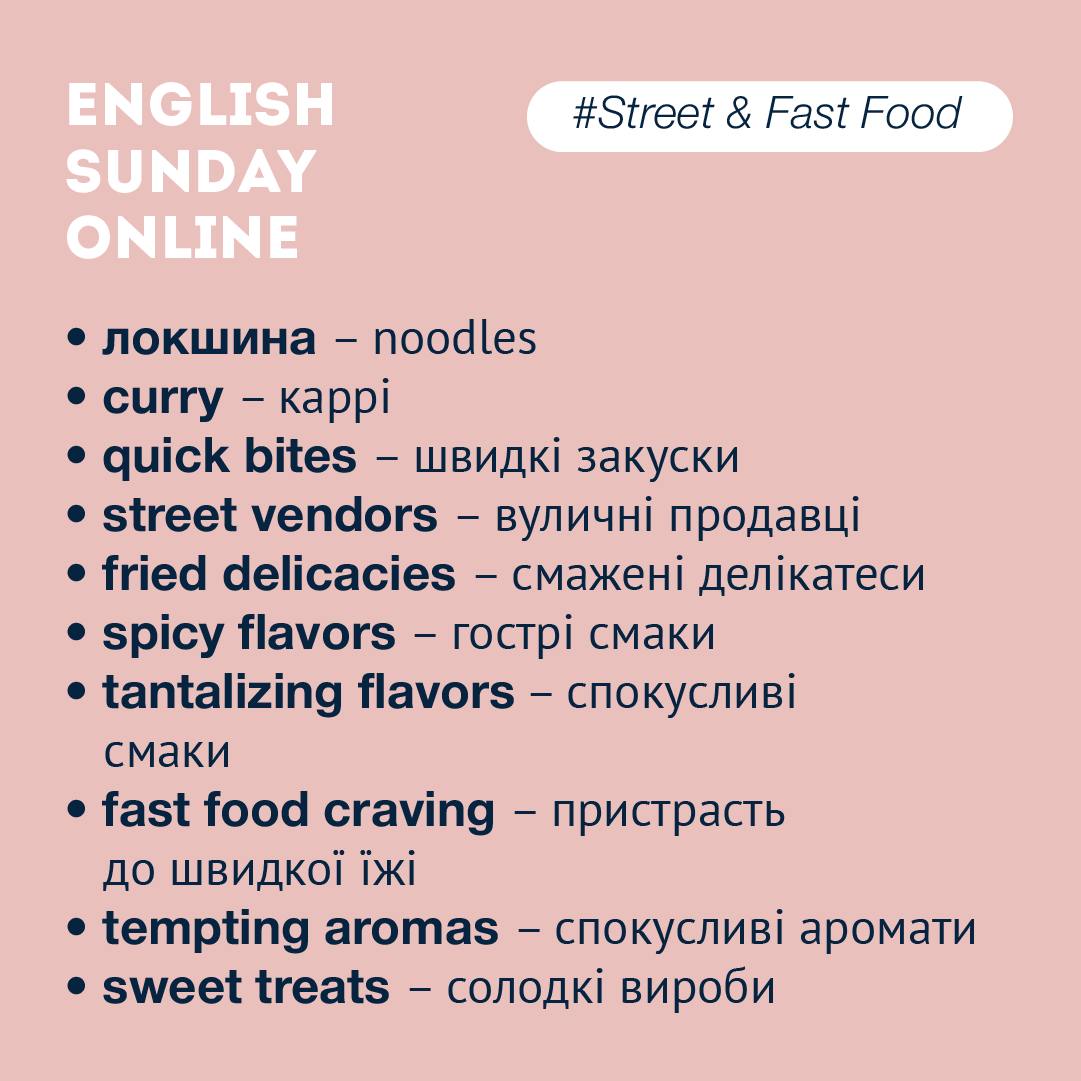 ENGLISH
SUNDAY
ONLINE
#Street & Fast Food
• локшина – noodles
• curry – каррі
• quick bites – швидкі закуски
• street vendors – вуличні продавці
• fried delicacies – смажені делікатеси
• spicy flavors – гострі смаки
• tantalizing flavors – спокусливі
смаки
• fast food craving – пристрасть
до швидкої їжі
• tempting aromas – спокусливі аромати
• sweet treats – солодкі вироби